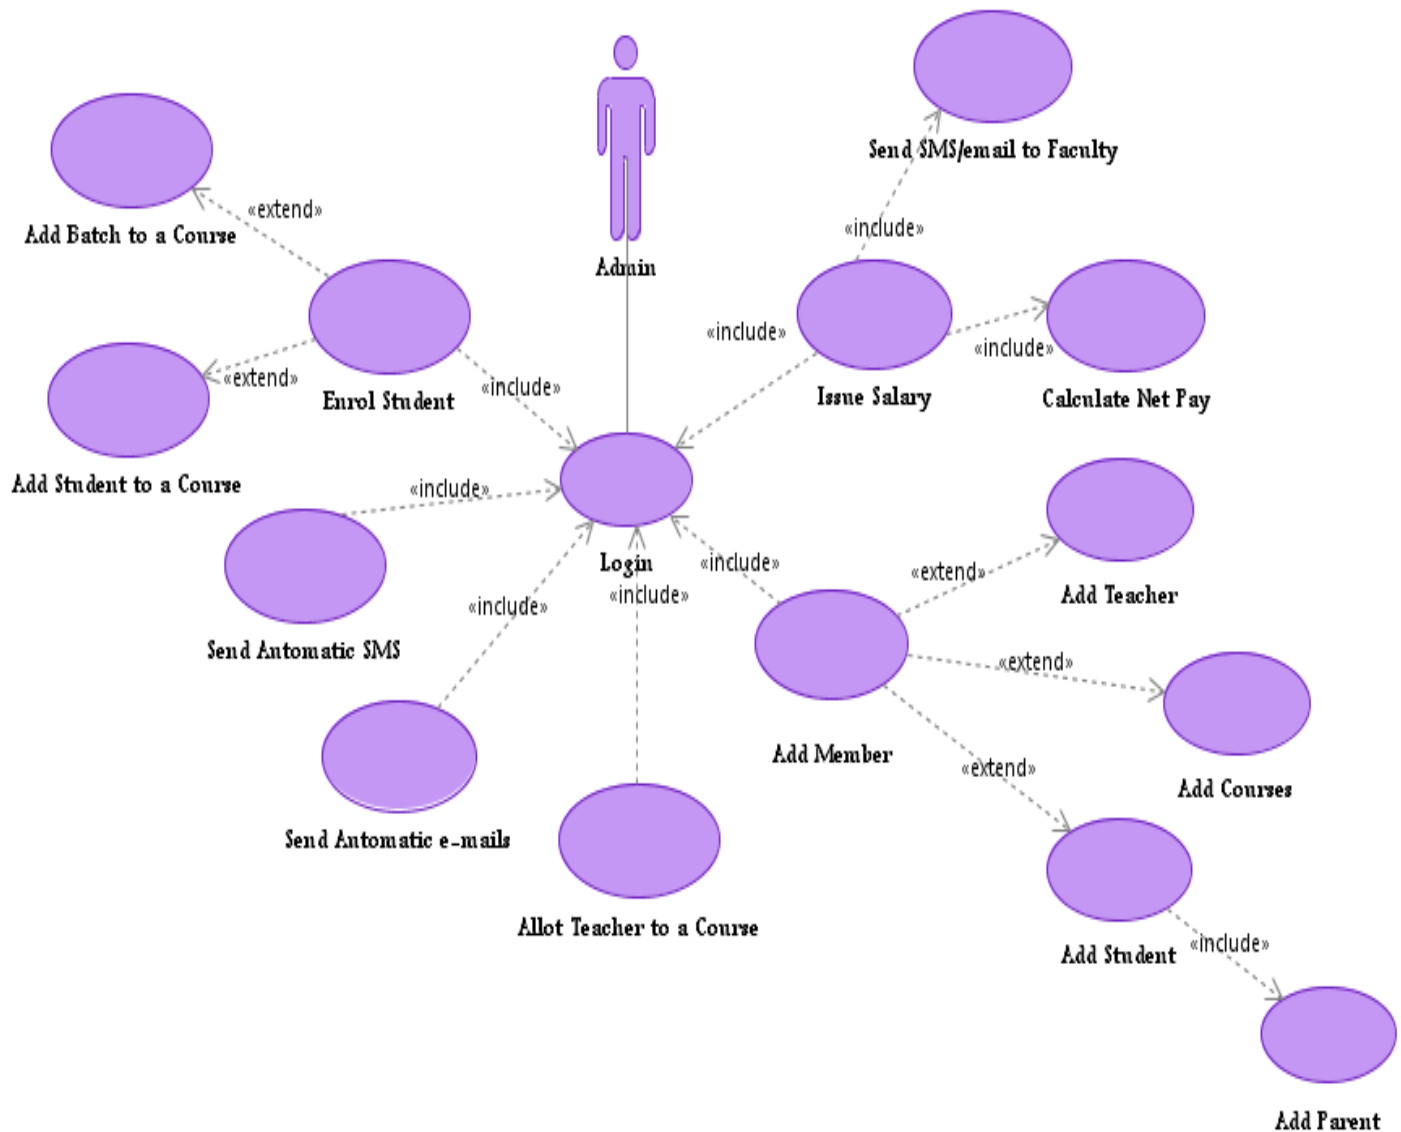 Send SMS/email to Faculty
Add Batch to a Course
«extend»
«include»
Admin
«include»
«include»
«extend»
Enrol Student
«include»
Issue Salary
Calculate Net Pay
Add Student to a Course
«include»
Login
«include»
«include»
«extend»
Add Teacher
«include»
Send Automatic SMS
«extend»
Add Member
«extend»
Add Courses
Send Automatic e-mails
Allot Teacher to a Course
«include»
Add Student
Add Parent